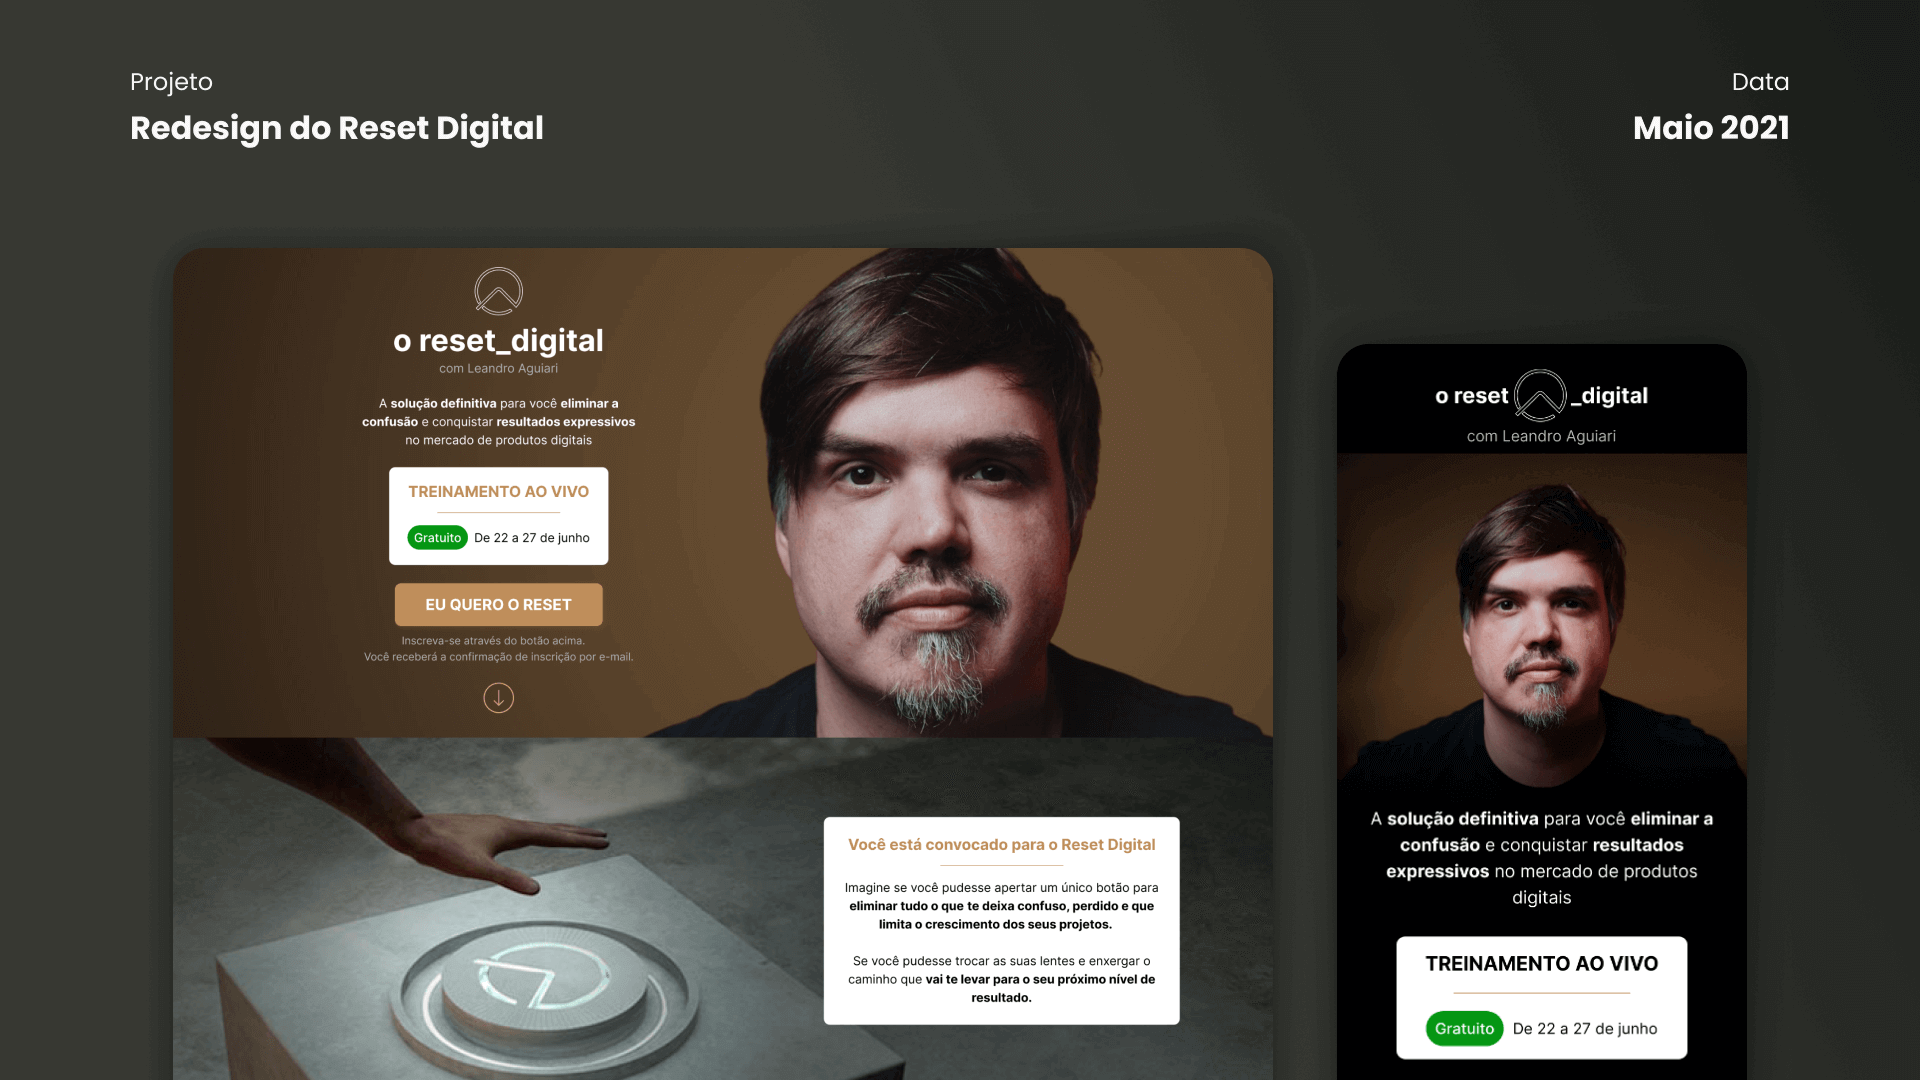 Projeto
Redesign do Reset Digital
Data
Maio 2021
o reset_digital
com Leandro Aguiari
A solução definitiva para você eliminar a
confusão e conquistar resultados expressivos
no mercado de produtos digitais
TREINAMENTO AO VIVO
Gratuito De 22 a 27 de junho
EU QUERO O RESET
Inscreva-se através do botão acima.
Você receberá a confirmação de inscrição por e-mail.
Você está convocado para o Reset Digital
Imagine se você pudesse apertar um único botão para
eliminar tudo o que te deixa confuso, perdido e que
limita o crescimento dos seus projetos.
Se você pudesse trocar as suas lentes e enxergar o
caminho que vai te levar para o seu próximo nível de
resultado.
o reset _digital
com Leandro Aguiari
A solução definitiva para você eliminar a
confusão e conquistar resultados
expressivos no mercado de produtos
digitais
TREINAMENTO AO VIVO
Gratuito De 22 a 27 de junho